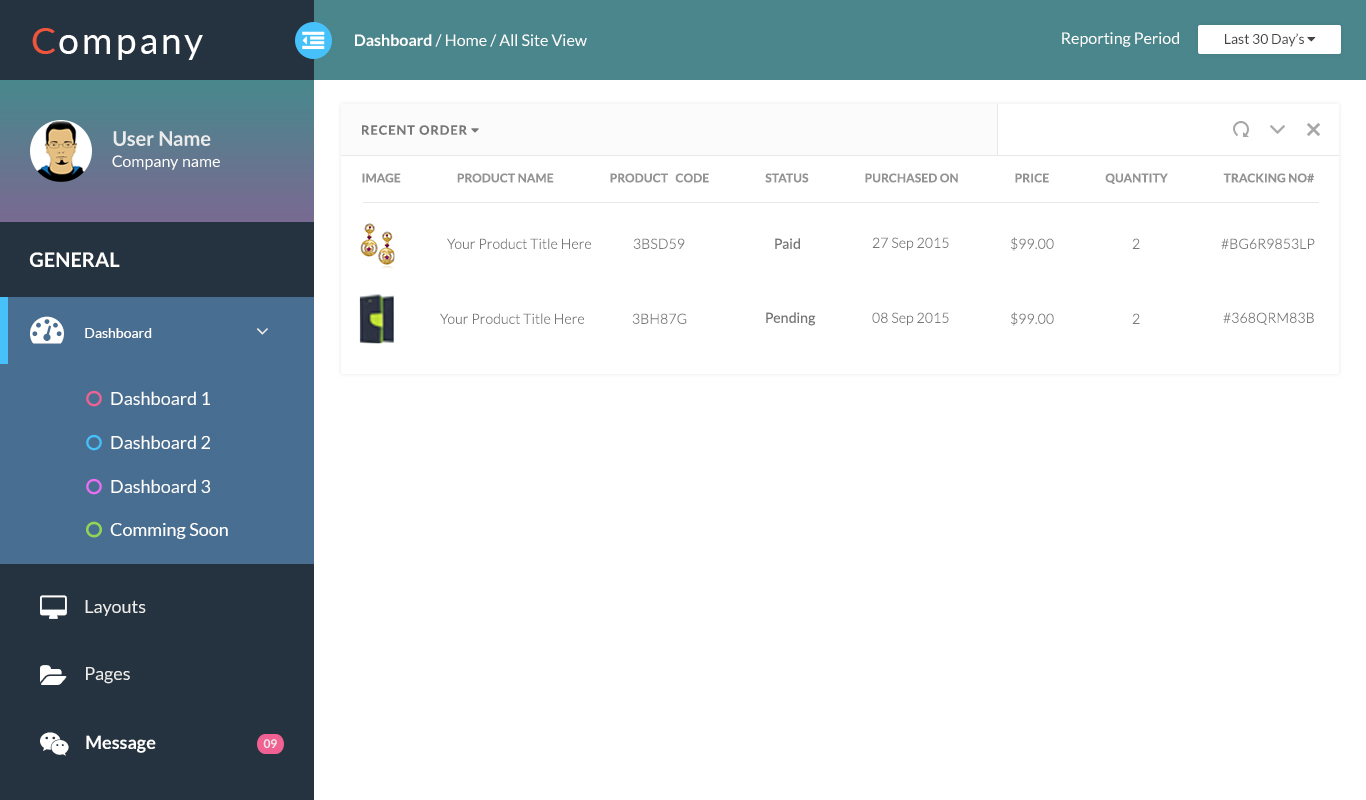 Company
Dashboard / Home / All Site View
Reporting Period
Last 30 Day's
User Name
Company name
GENERAL
Dashboard
Dashboard 1
Dashboard 2
Dashboard 3
Comming Soon
Layouts
Pages
Message 09
RECENT ORDER
IMAGE PRODUCT NAME PRODUCT CODE STATUS PURCHASED ON PRICE QUANTITY TRACKING NO#
Your Product Title Here 3BSD59 Paid 27 Sep 2015 $99.00 2 #BG6R9853LP
Your Product Title Here 3BH87G Pending 08 Sep 2015 $99.00 2 #368QRM83B